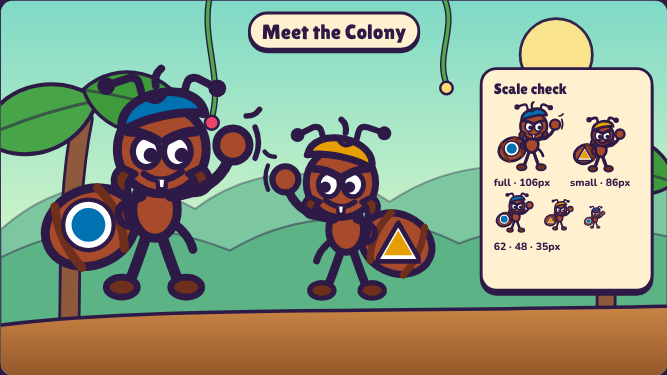 Meet the Colony
Scale check
full · 106px small · 86px
62 · 48 · 35px